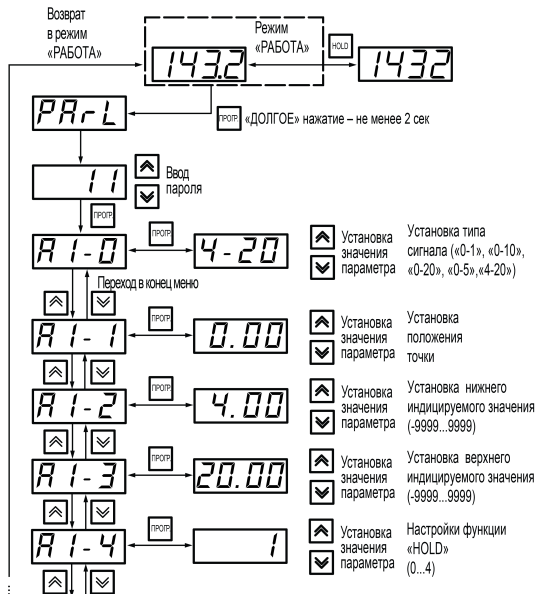 Возврат
в режим
«РАБОТА»
Режим
«РАБОТА»
143.2
HOLD
1432
PArL
ПРОГР. «ДОЛГОЕ» нажатие – не менее 2 сек
11
Ввод
пароля
ПРОГР.
A1-0
ПРОГР.
4-20
Установка
значения
параметра
Установка типа
сигнала («0-1», «0-10»,
«0-20», «0-5»,«4-20»)
Переход в конец меню
A1-1
ПРОГР.
0.00
Установка
значения
параметра
Установка
положения
точки
A1-2
ПРОГР.
4.00
Установка
значения
параметра
Установка нижнего
индицируемого значения
(-9999...9999)
A1-3
ПРОГР.
20.00
Установка
значения
параметра
Установка верхнего
индицируемого значения
(-9999...9999)
A1-4
ПРОГР.
1
Установка
значения
параметра
Настройки функции
«HOLD»
(0...4)